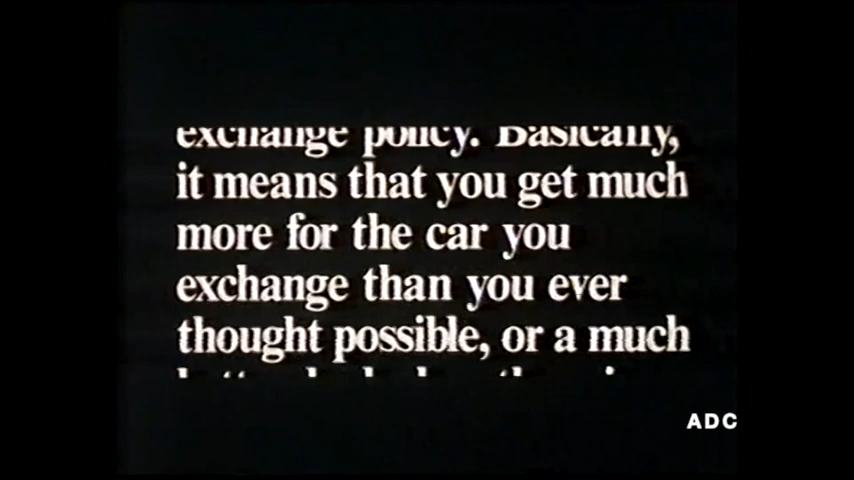 exchange policy. Basically,
it means that you get much
more for the car you
exchange than you ever
thought possible, or a much
ADC